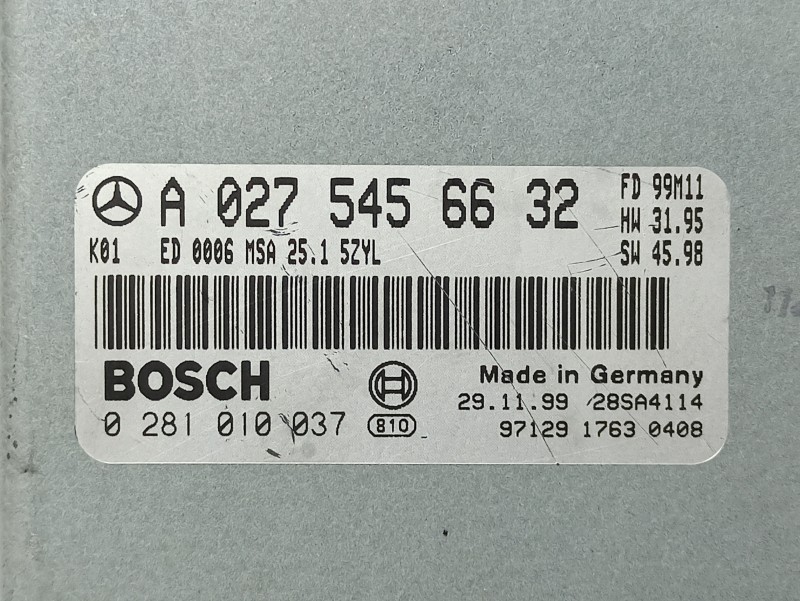 A 027 545 66 32 FD 99M11
HW 31.95
K01 ED 0006 MSA 25.1 5ZYL SW 45.98
BOSCH Made in Germany
29.11.99 28SA4114
0 281 010 037 810 971291 1763 0408